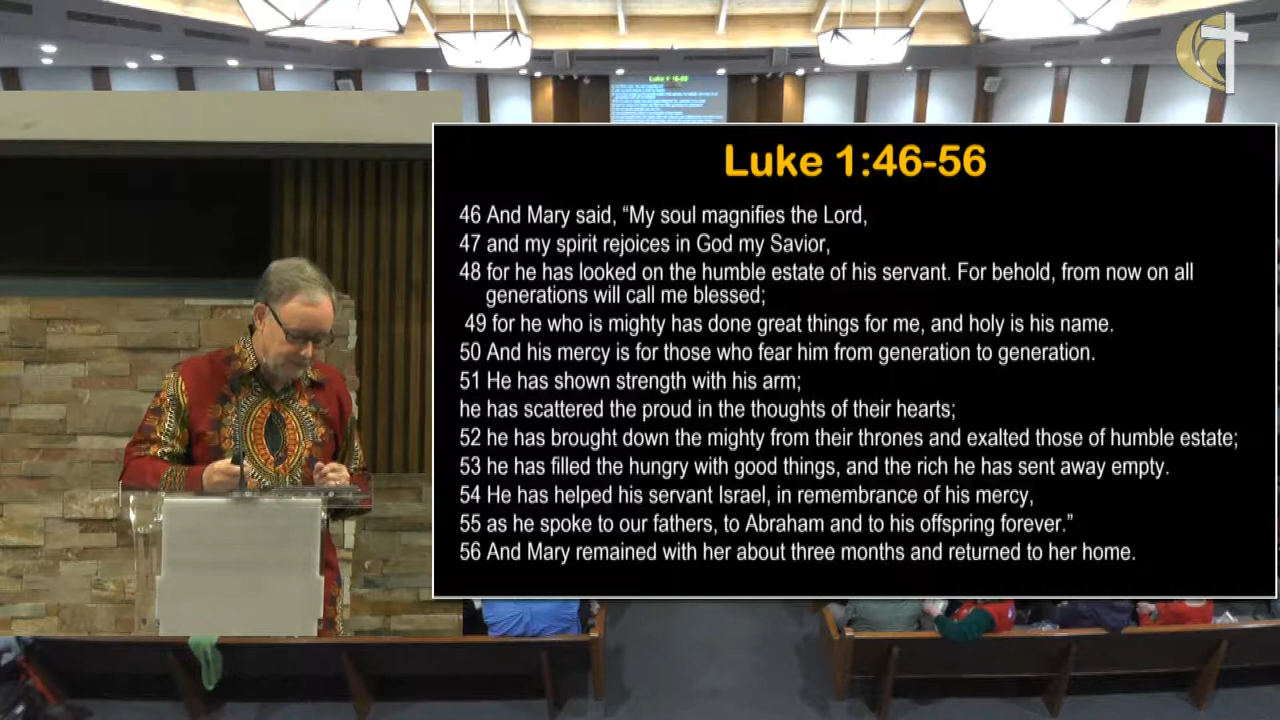 Luke 1:46-56
Luke 1:46-56
46 And Mary said, “My soul magnifies the Lord,
47 and my spirit rejoices in God my Savior,
48 for he has looked on the humble estate of his servant. For behold, from now on all
generations will call me blessed;
49 for he who is mighty has done great things for me, and holy is his name.
50 And his mercy is for those who fear him from generation to generation.
51 He has shown strength with his arm;
he has scattered the proud in the thoughts of their hearts;
52 he has brought down the mighty from their thrones and exalted those of humble estate;
53 he has filled the hungry with good things, and the rich he has sent away empty.
54 He has helped his servant Israel, in remembrance of his mercy,
55 as he spoke to our fathers, to Abraham and to his offspring forever.”
56 And Mary remained with her about three months and returned to her home.